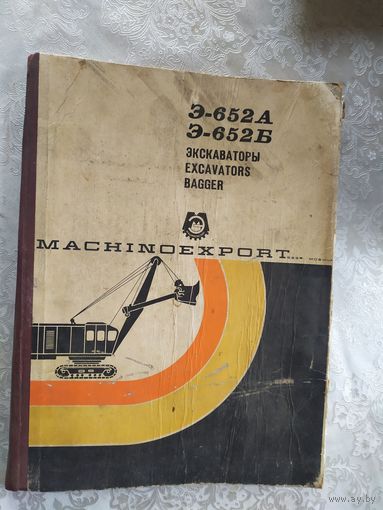 Э-652А
Э-652Б
ЭКСКАВАТОРЫ
EXCAVATORS
BAGGER
MACHINOEXPORT
www.ay.by